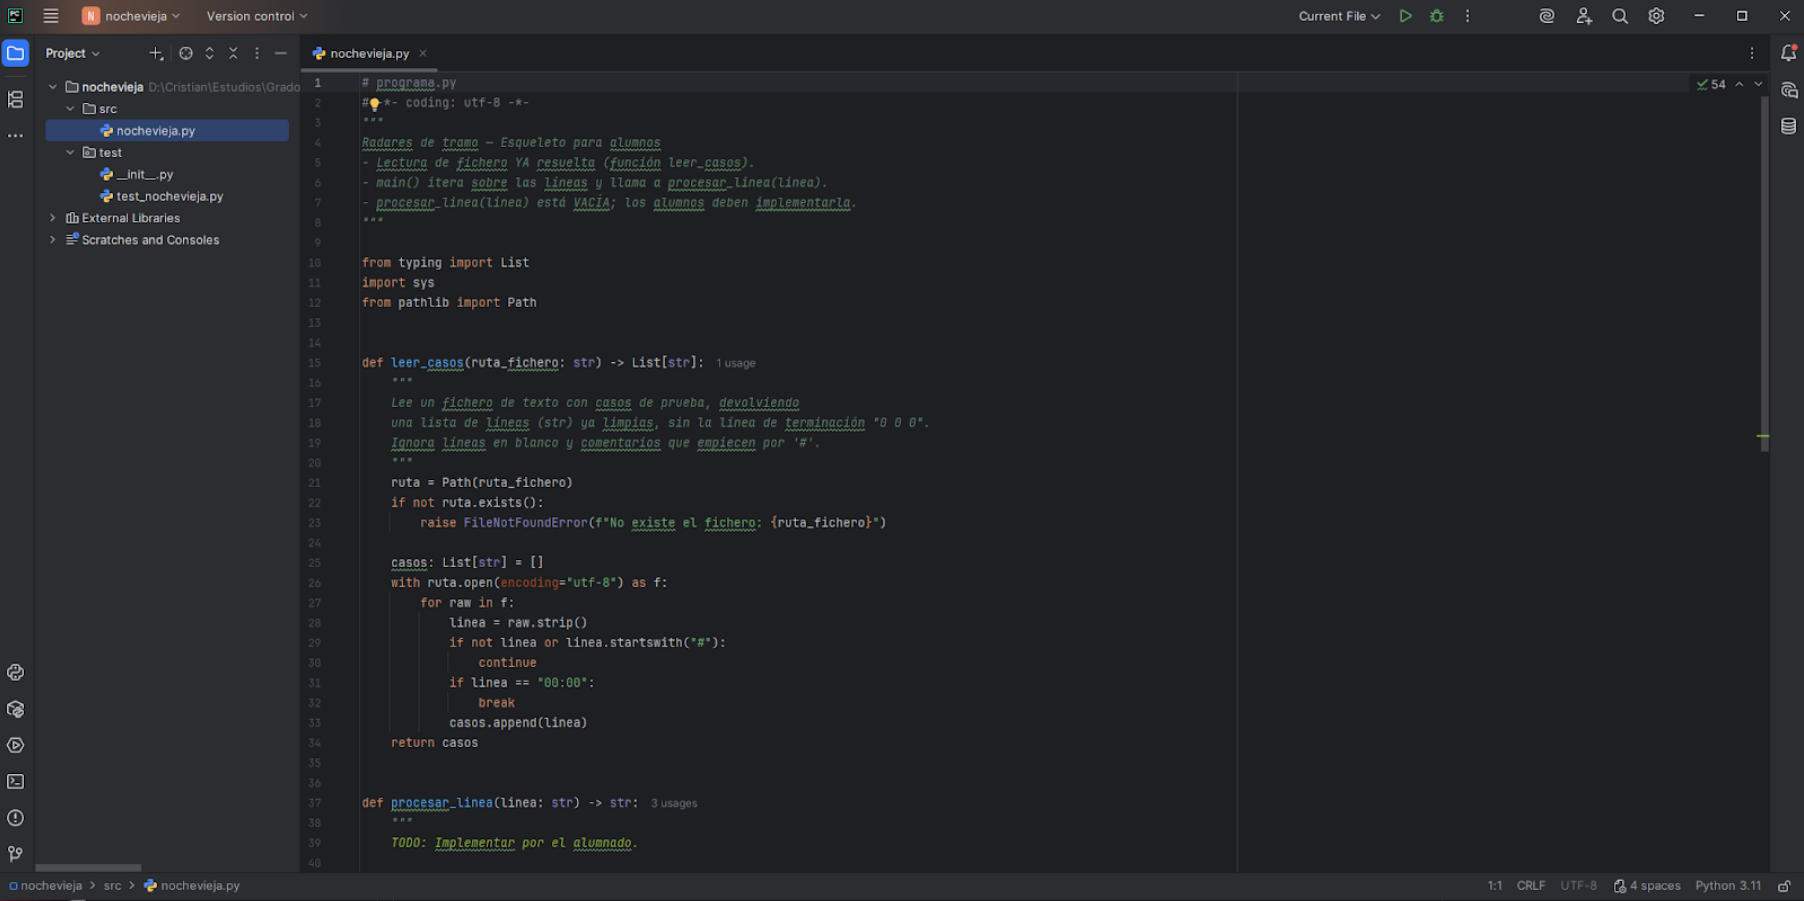 PC
N nochevieja Version control Current File
Project
nochevieja D:\Cristian\Estudios\Grado
src
nochevieja.py
test
__init__.py
test_nochevieja.py
External Libraries
Scratches and Consoles
nochevieja.py
54
1 # programa.py
2 # -*- coding: utf-8 -*-
3 """
4 Radares de tramo — Esqueleto para alumnos
5 - Lectura de fichero YA resuelta (función leer_casos).
6 - main() itera sobre las líneas y llama a procesar_linea(linea).
7 - procesar_linea(linea) está VACÍA; los alumnos deben implementarla.
8 """
9
10 from typing import List
11 import sys
12 from pathlib import Path
13
14
15 def leer_casos(ruta_fichero: str) -> List[str]: 1 usage
16 """
17 Lee un fichero de texto con casos de prueba, devolviendo
18 una lista de líneas (str) ya limpias, sin la línea de terminación "0 0 0".
19 Ignora líneas en blanco y comentarios que empiecen por '#'.
20 """
21 ruta = Path(ruta_fichero)
22 if not ruta.exists():
23 raise FileNotFoundError(f"No existe el fichero: {ruta_fichero}")
24
25 casos: List[str] = []
26 with ruta.open(encoding="utf-8") as f:
27 for raw in f:
28 linea = raw.strip()
29 if not linea or linea.startswith("#"):
30 continue
31 if linea == "00:00":
32 break
33 casos.append(linea)
34 return casos
35
36
37 def procesar_linea(linea: str) -> str: 3 usages
38 """
39 TODO: Implementar por el alumnado.
40
nochevieja > src > nochevieja.py 1:1 CRLF UTF-8 4 spaces Python 3.11